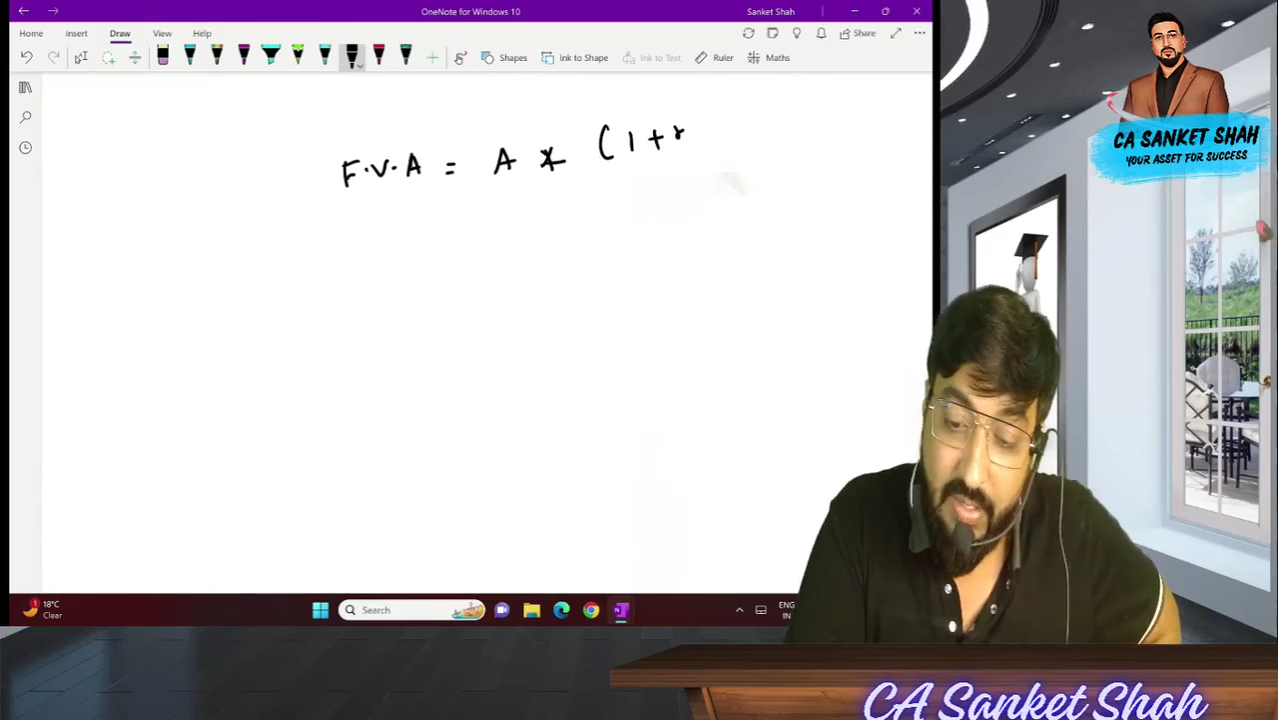 OneNote for Windows 10
Sanket Shah
Home Insert Draw View Help
Share
Shapes
Ink to Shape
Ink to Text
Ruler
Maths
F.V.A = A * (1+r
CA SANKET SHAH
YOUR ASSET FOR SUCCESS
1
18°C
Clear
Search
ENG
IN
CA Sanket Shah